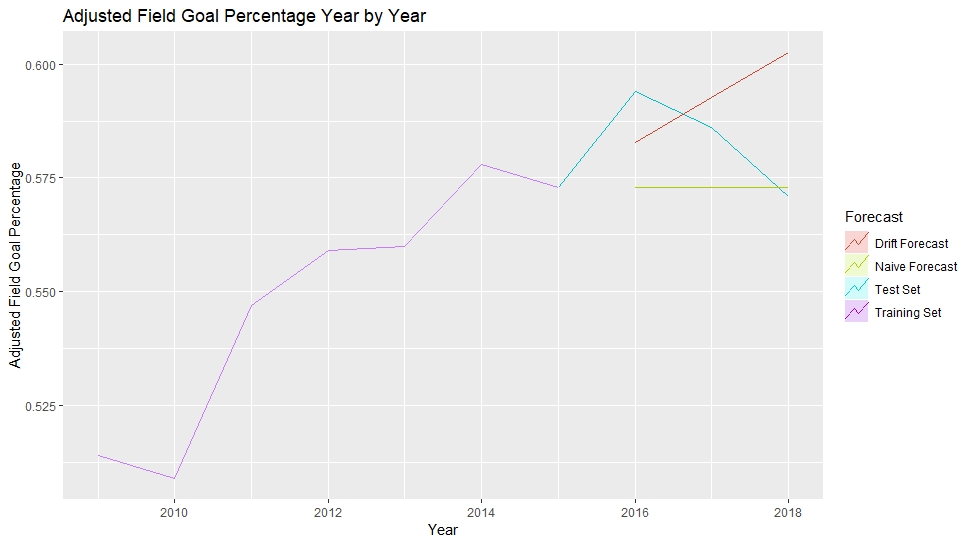 Adjusted Field Goal Percentage Year by Year
Adjusted Field Goal Percentage
0.600
0.575
0.550
0.525
2010
2012
2014
2016
2018
Year
Forecast
Drift Forecast
Naive Forecast
Test Set
Training Set